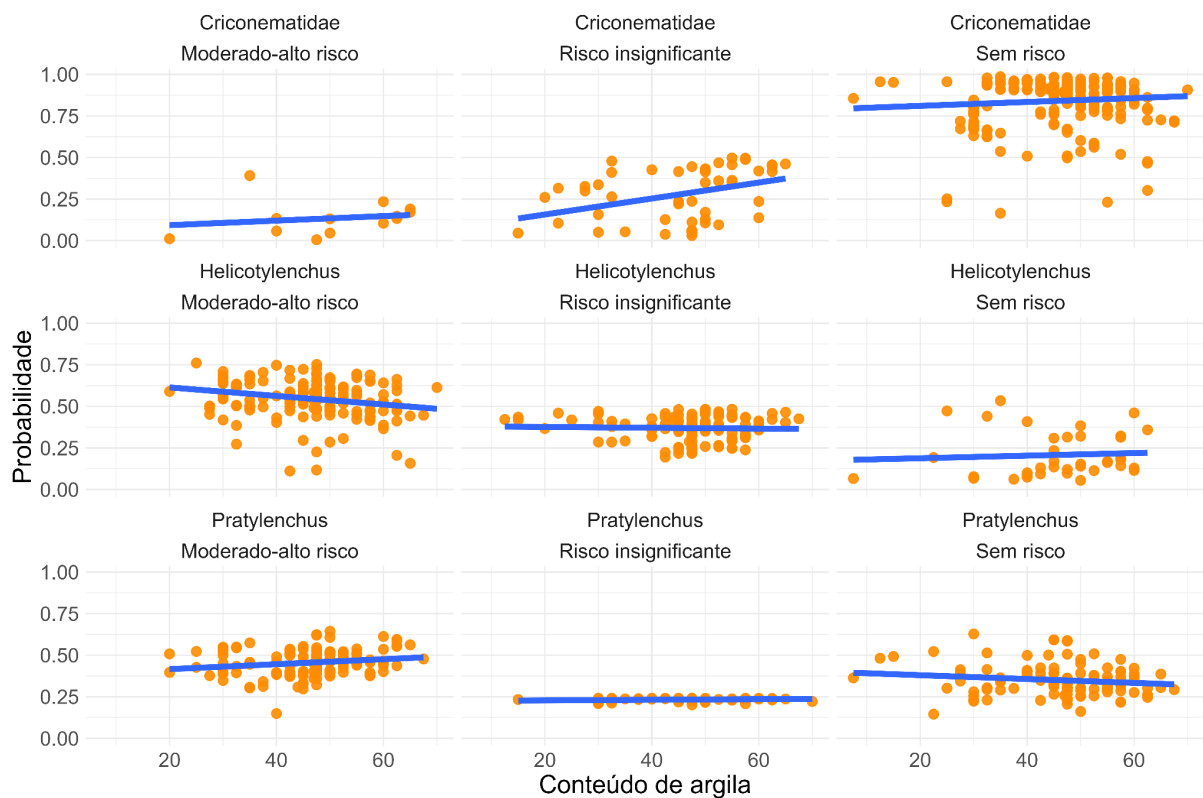 Criconematidae Criconematidae Criconematidae
Moderado-alto risco Risco insignificante Sem risco
1.00
0.75
0.50
0.25
0.00
Helicotylenchus Helicotylenchus Helicotylenchus
Moderado-alto risco Risco insignificante Sem risco
1.00
0.75
0.50
0.25
0.00
Probabilidade
Pratylenchus Pratylenchus Pratylenchus
Moderado-alto risco Risco insignificante Sem risco
1.00
0.75
0.50
0.25
0.00
20 40 60 20 40 60 20 40 60
Conteúdo de argila